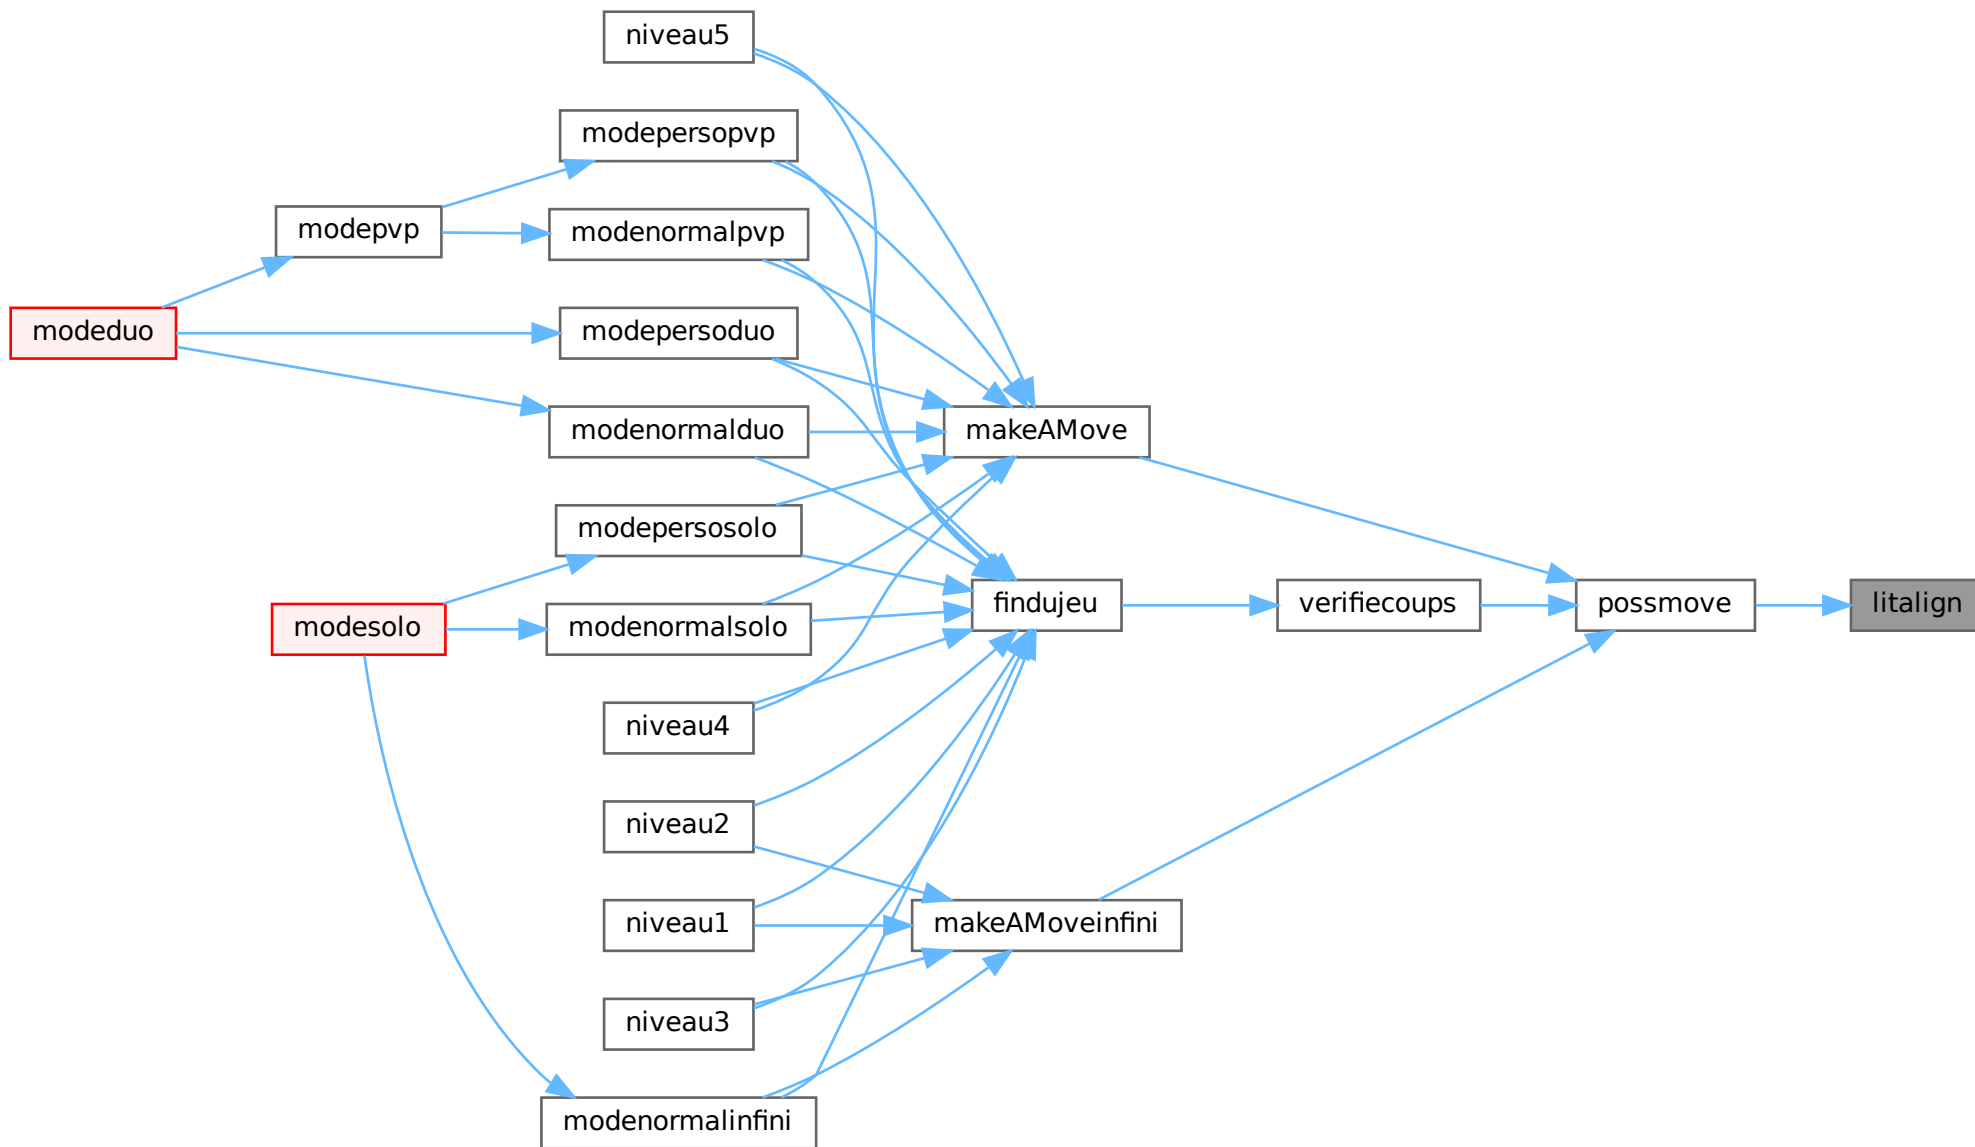 niveau5
modepersopvp
modepvp
modenormalpvp
modeduo
modepersoduo
modenormalduo
makeAMove
modepersosolo
findujeu
verifiecoups
possmove
litalign
modesolo
modenormalsolo
niveau4
niveau2
niveau1
makeAMoveinfini
niveau3
modenormalinfini